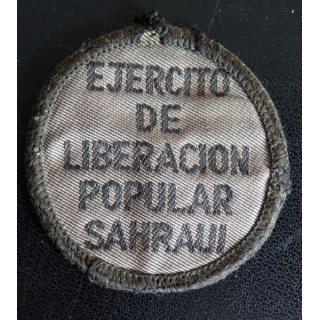 EJERCITO
DE
LIBERACION
POPULAR
SAHRAUI